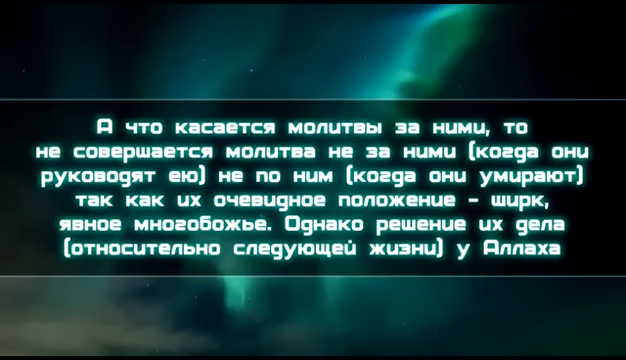 А что касается молитвы за ними, то
не совершается молитва не за ними (когда они
руководят ею) не по ним (когда они умирают)
так как их очевидное положение - ширк,
явное многобожье. Однако решение их дела
(относительно следующей жизни) у Аллаха